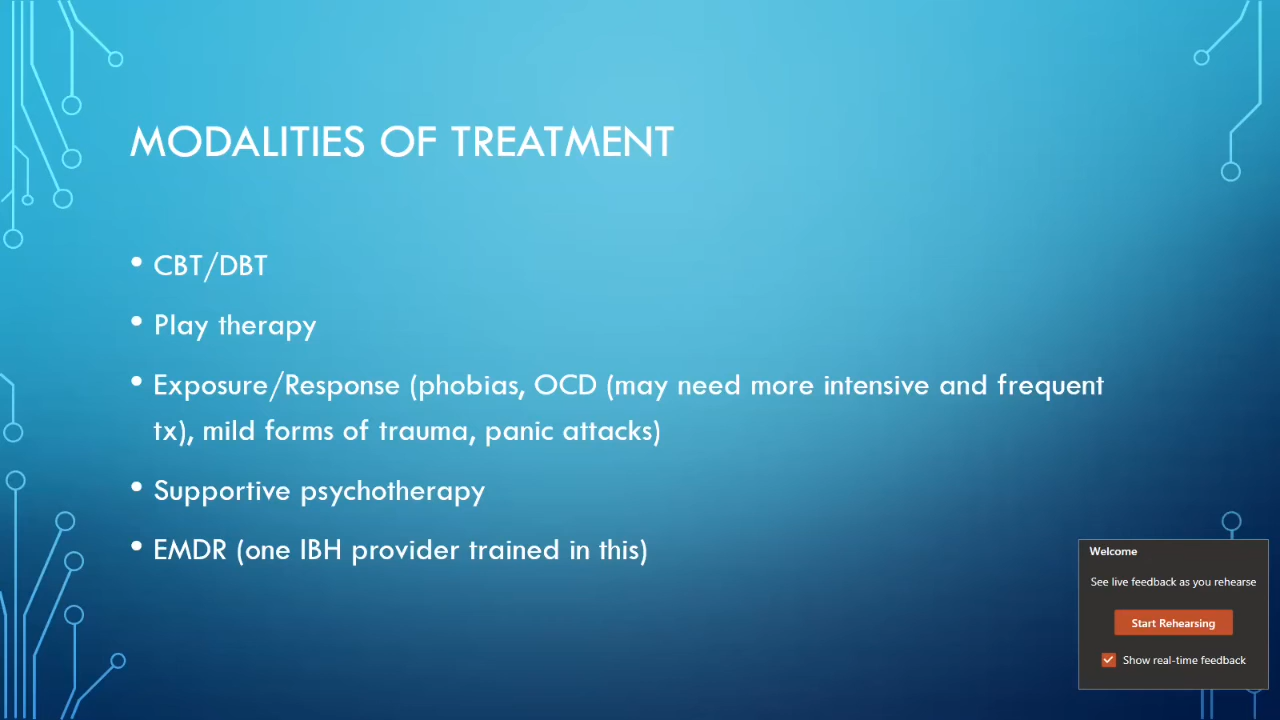 MODALITIES OF TREATMENT
• CBT/DBT
• Play therapy
• Exposure/Response (phobias, OCD (may need more intensive and frequent
tx), mild forms of trauma, panic attacks)
• Supportive psychotherapy
• EMDR (one IBH provider trained in this)
Welcome
See live feedback as you rehearse
Start Rehearsing
Show real-time feedback